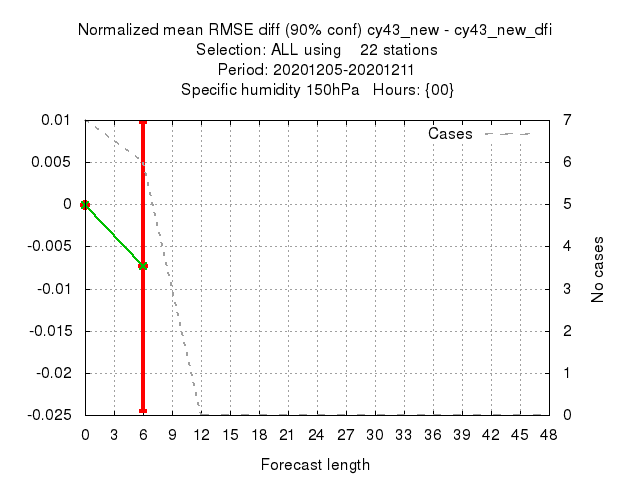 Normalized mean RMSE diff (90% conf) cy43_new - cy43_new_dfi
Selection: ALL using 22 stations
Period: 20201205-20201211
Specific humidity 150hPa Hours: {00}
Cases
0.01
0.005
0
-0.005
-0.01
-0.015
-0.02
-0.025
7
6
5
4
3
2
1
0
No cases
0 3 6 9 12 15 18 21 24 27 30 33 36 39 42 45 48
Forecast length